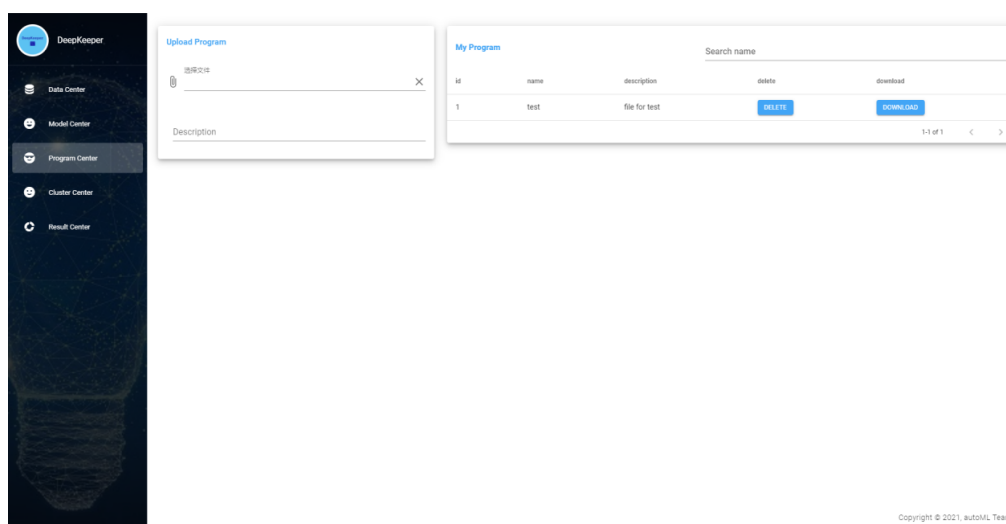 DeepKeeper
Data Center
Model Center
Program Center
Cluster Center
Result Center
Upload Program
选择文件
Description
My Program
Search name
id name description delete download
1 test file for test DELETE DOWNLOAD
1-1 of 1
Copyright © 2021, autoML Tea